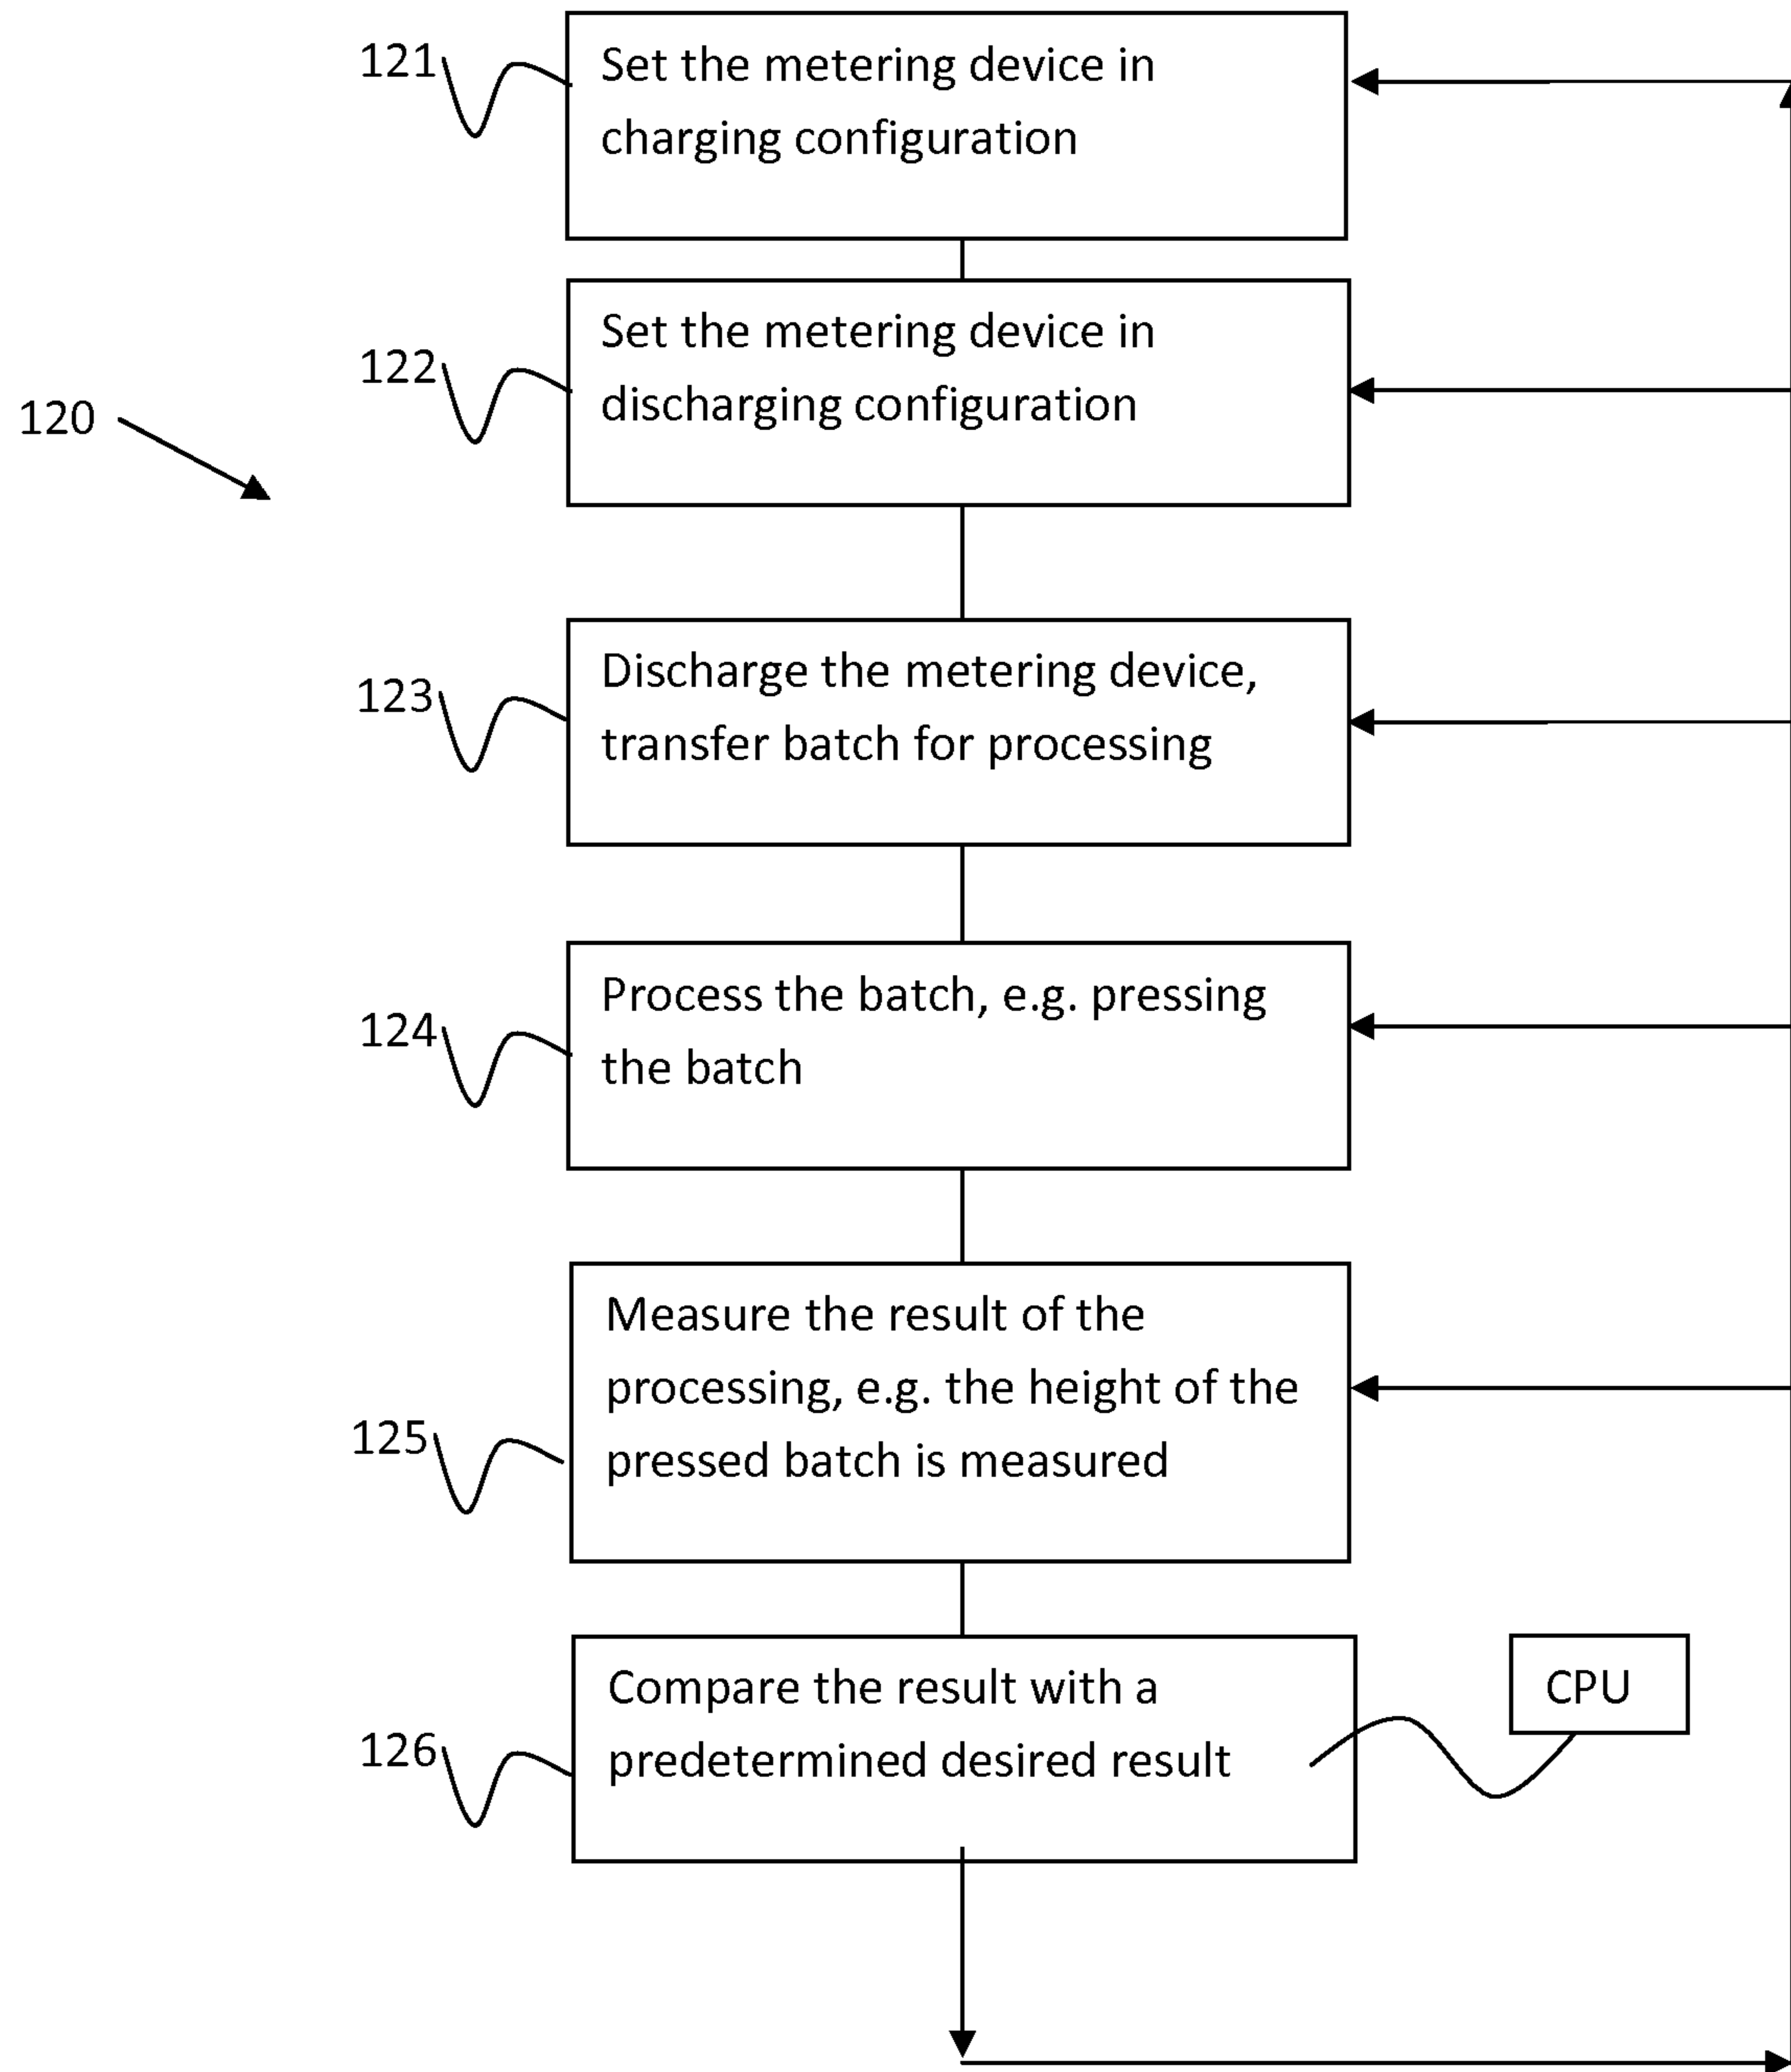 121
Set the metering device in
charging configuration
122
Set the metering device in
discharging configuration
120
123
Discharge the metering device,
transfer batch for processing
124
Process the batch, e.g. pressing
the batch
125
Measure the result of the
processing, e.g. the height of the
pressed batch is measured
126
Compare the result with a
predetermined desired result
CPU